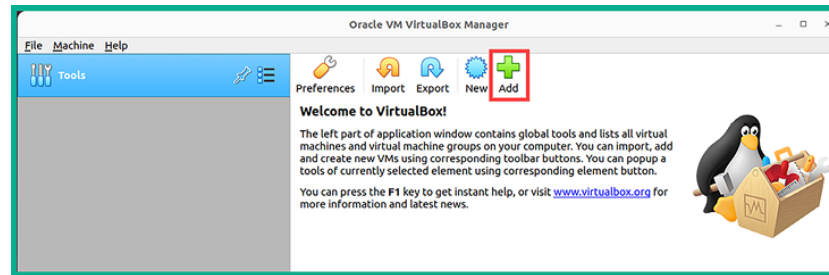 Oracle VM VirtualBox Manager
File Machine Help
Tools
Preferences Import Export New Add
Welcome to VirtualBox!
The left part of application window contains global tools and lists all virtual
machines and virtual machine groups on your computer. You can import, add
and create new VMs using corresponding toolbar buttons. You can popup a
tools of currently selected element using corresponding element button.
You can press the F1 key to get instant help, or visit www.virtualbox.org for
more information and latest news.